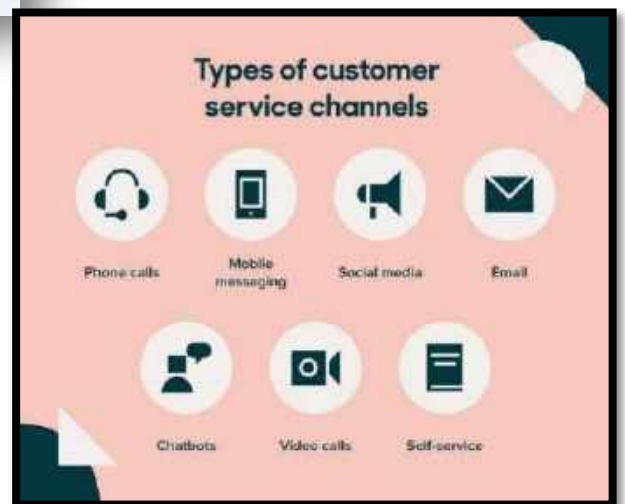 Types of customer
service channels
Phone calls
Mobile
messaging
Social media
Email
Chatbots
Video calls
Self-service